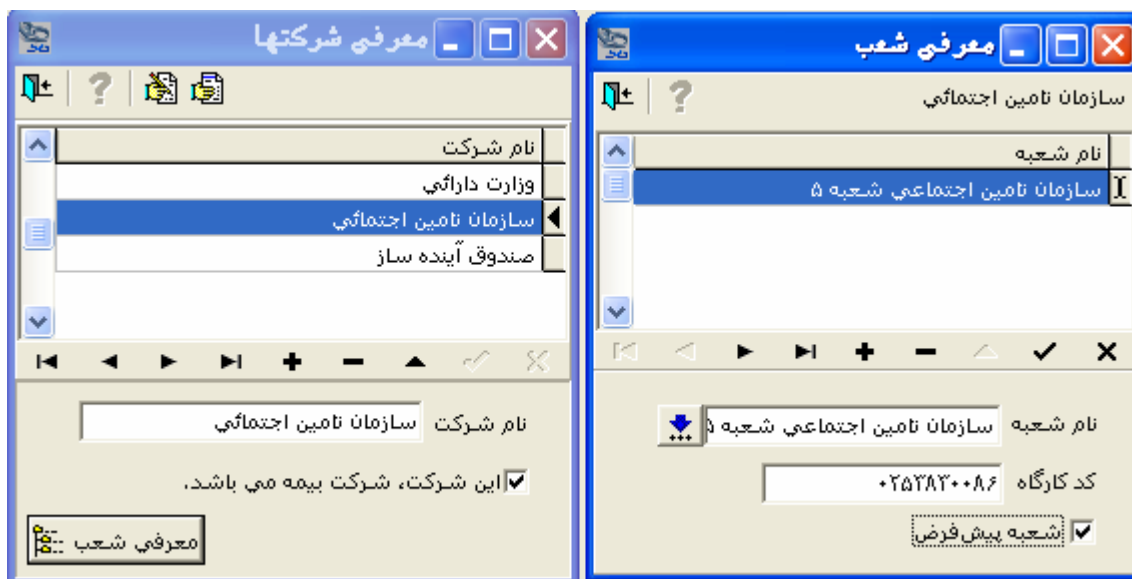 معرفي شعب
سازمان تامين اجتمائي
نام شعبه
سازمان تامين اجتماعي شعبه ۵
نام شعبه سازمان تامين اجتماعي شعبه ۵
کد کارگاه ۰۲۵۳۸۳۰۰۸۶
شعبه پيش‌فرض
معرفي شرکتها
نام شرکت
وزارت دارائي
سازمان تامين اجتمائي
صندوق آينده ساز
نام شرکت سازمان تامين اجتمائي
اين شرکت، شرکت بيمه مي باشد.
معرفي شعب